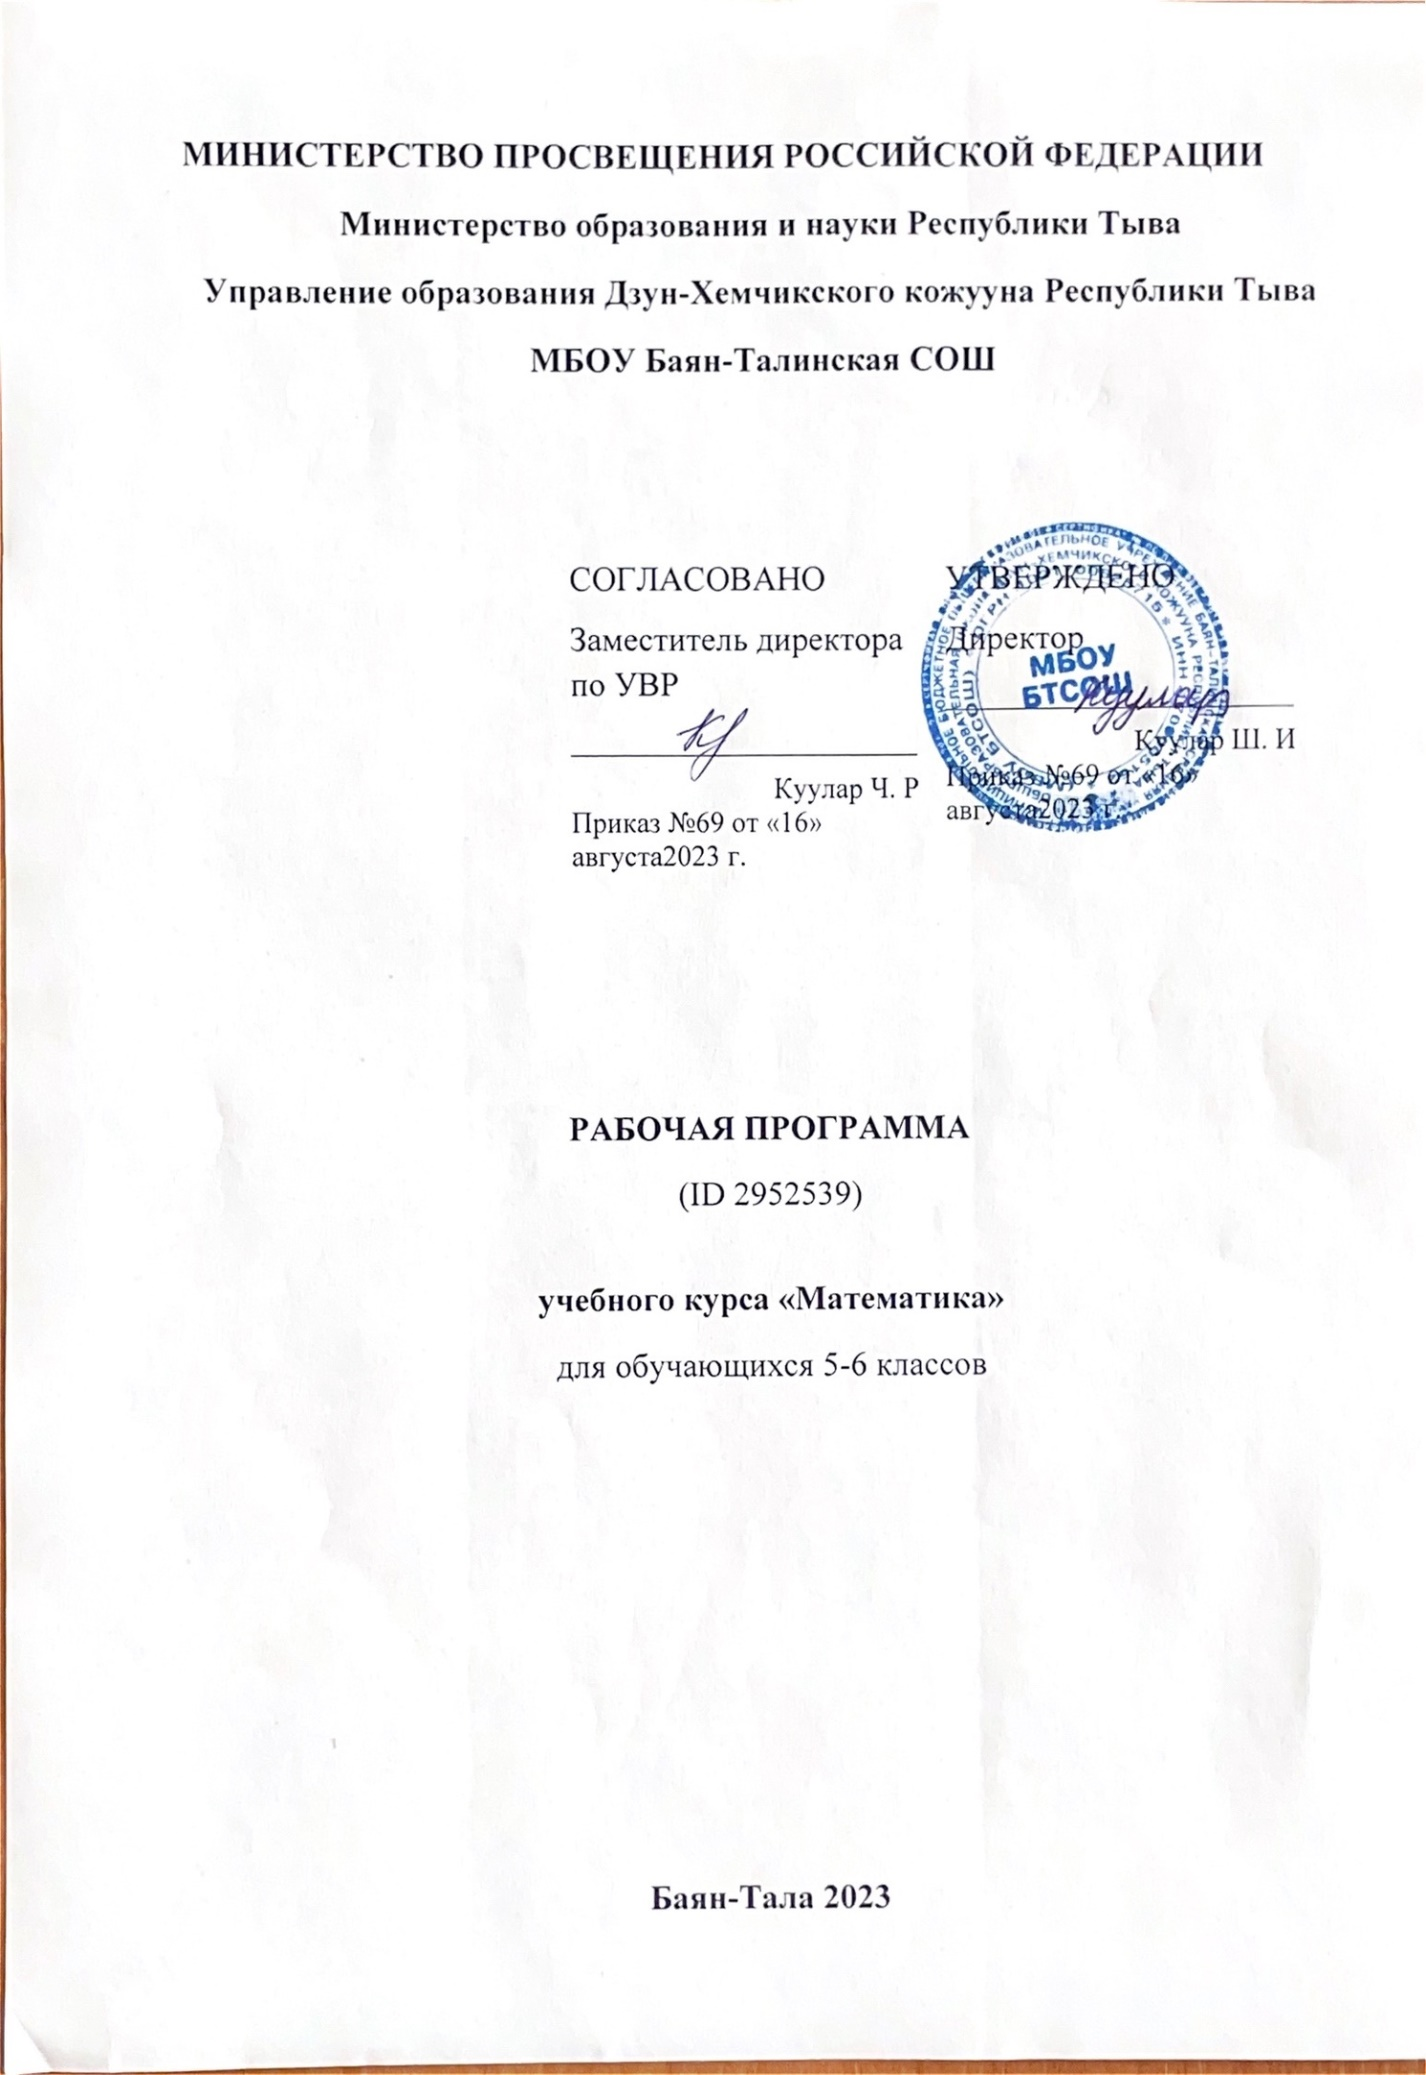 МИНИСТЕРСТВО ПРОСВЕЩЕНИЯ РОССИЙСКОЙ ФЕДЕРАЦИИ
Министерство образования и науки Республики Тыва
Управление образования Дзун-Хемчикского кожууна Республики Тыва
МБОУ Баян-Талинская СОШ
СОГЛАСОВАНО
Заместитель директора
по УВР
Куулар Ч. Р
Приказ №69 от «16»
августа2023 г.
УТВЕРЖДЕНО
Директор
МБОУ
БТСОШ
Куулар Ш. И
Приказ №69 от «16»
августа2023 г.
РАБОЧАЯ ПРОГРАММА
(ID 2952539)
учебного курса «Математика»
для обучающихся 5-6 классов
Баян-Тала 2023